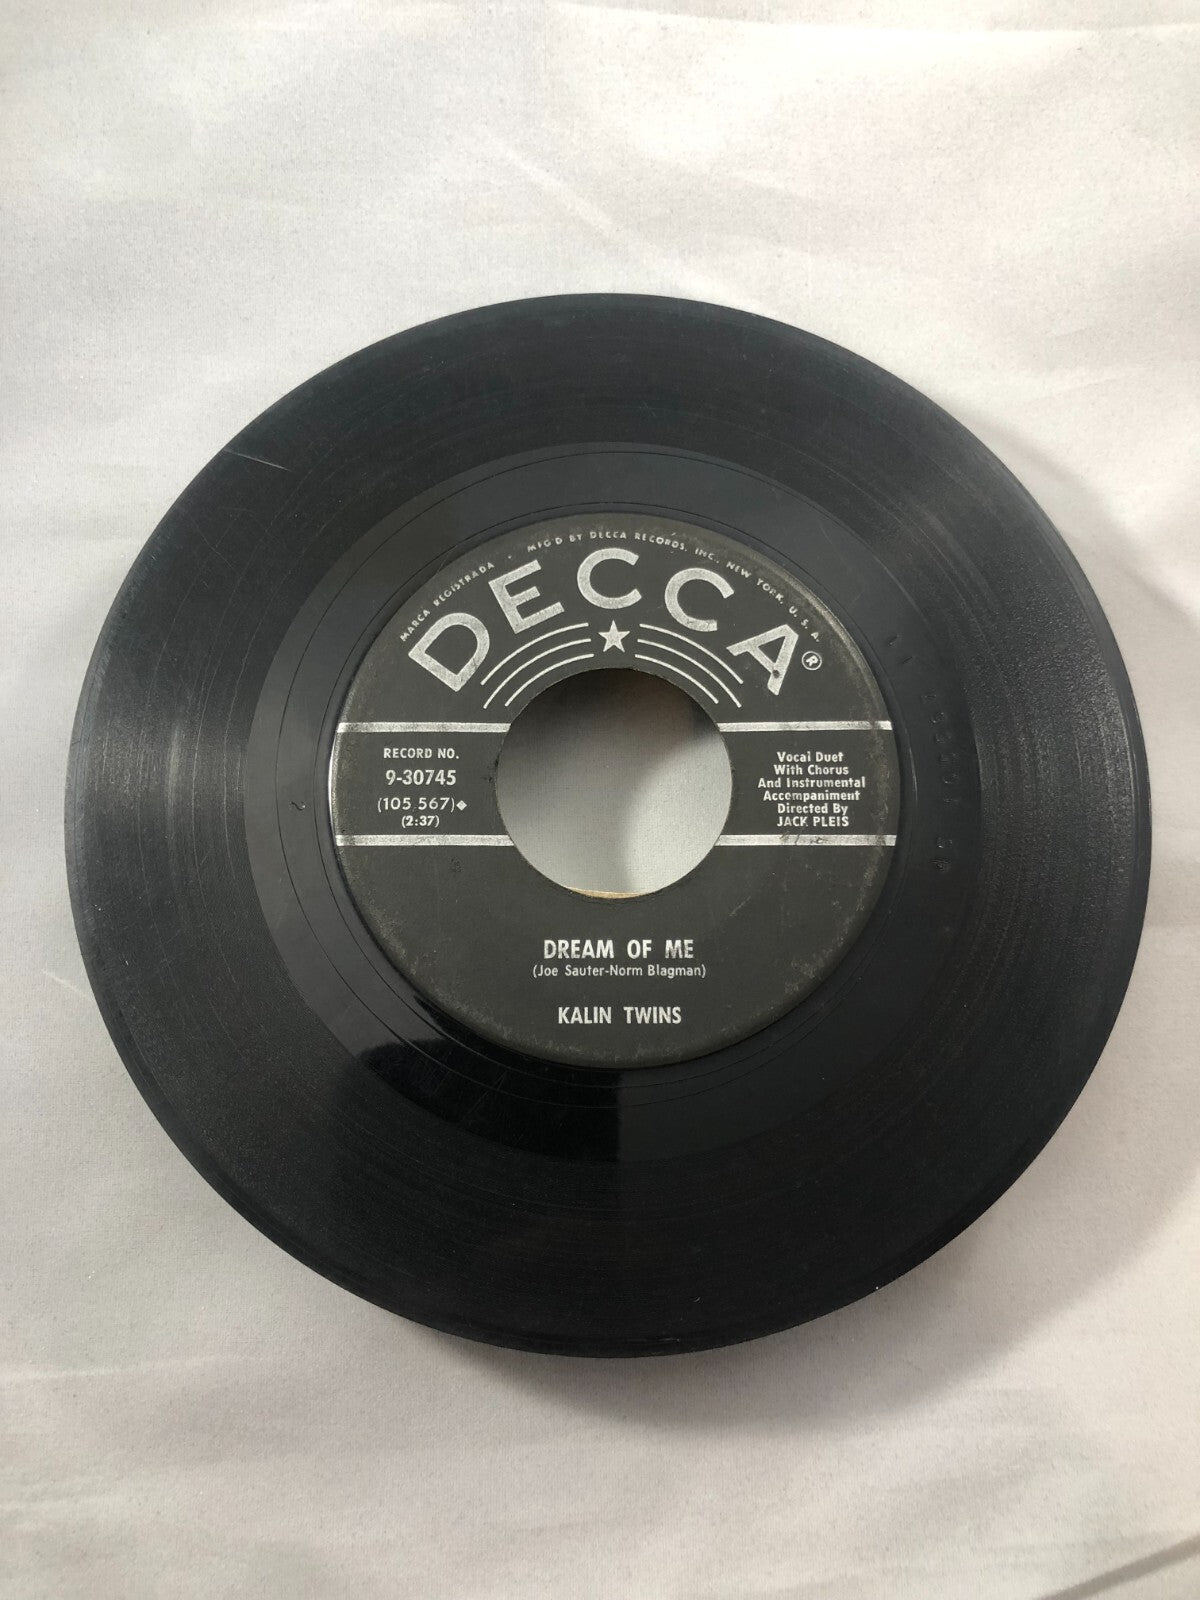 MARCA REGISTRADA • MFG'D BY DECCA RECORDS, INC., NEW YORK, U. S. A.
DECCA®
RECORD NO.
9-30745
(105 567)◆
(2:37)
Vocal Duet
With Chorus
And Instrumental
Accompaniment
Directed By
JACK PLEIS
DREAM OF ME
(Joe Sauter-Norm Blagman)
KALIN TWINS